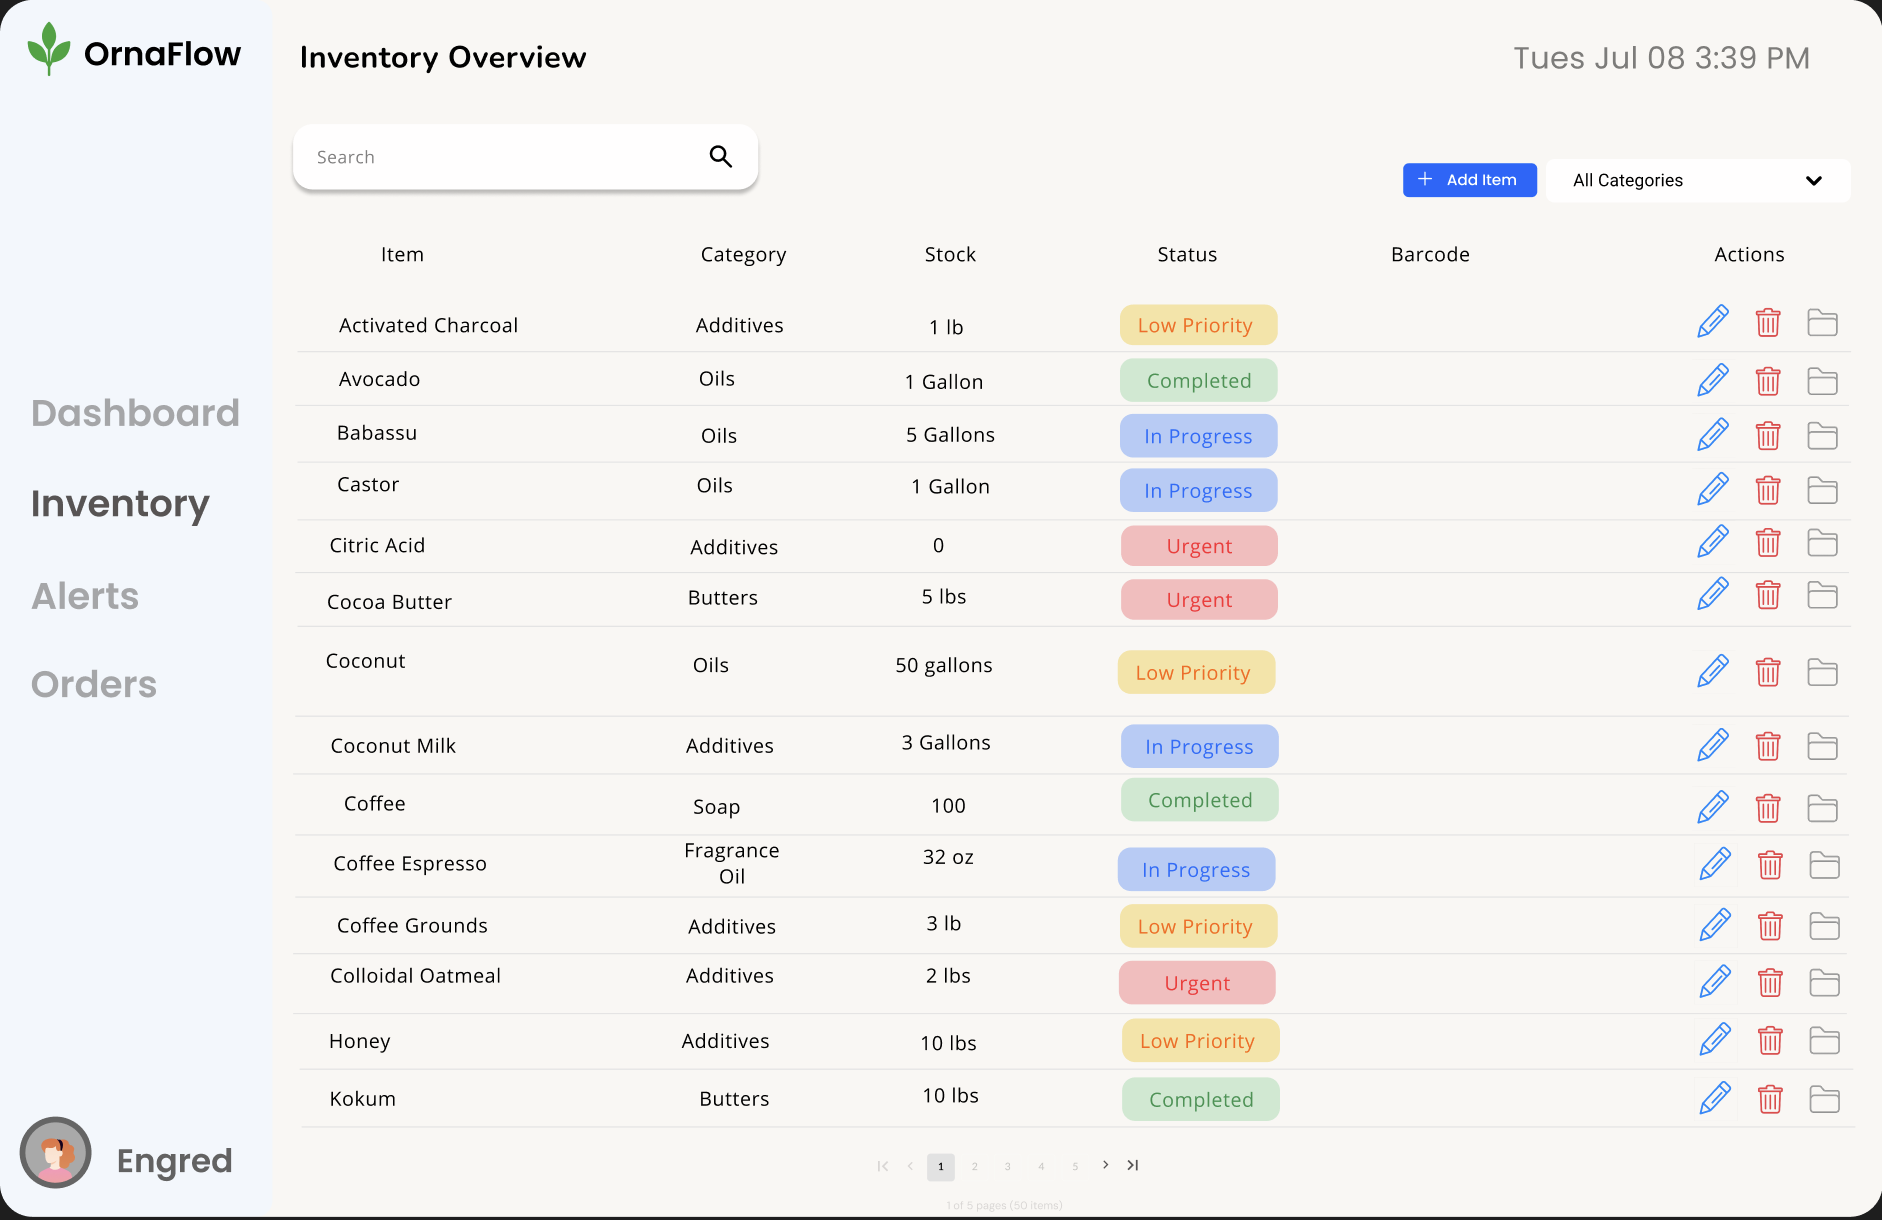 OrnaFlow
Inventory Overview
Tues Jul 08 3:39 PM
Search
+ Add Item
All Categories
Item Category Stock Status Barcode Actions
Activated Charcoal Additives 1 lb Low Priority
Avocado Oils 1 Gallon Completed
Babassu Oils 5 Gallons In Progress
Castor Oils 1 Gallon In Progress
Citric Acid Additives 0 Urgent
Cocoa Butter Butters 5 lbs Urgent
Coconut Oils 50 gallons Low Priority
Coconut Milk Additives 3 Gallons In Progress
Coffee Soap 100 Completed
Coffee Espresso Fragrance Oil 32 oz In Progress
Coffee Grounds Additives 3 lb Low Priority
Colloidal Oatmeal Additives 2 lbs Urgent
Honey Additives 10 lbs Low Priority
Kokum Butters 10 lbs Completed
Dashboard
Inventory
Alerts
Orders
Engred
1 2 3 4 5
1 of 5 pages (50 items)